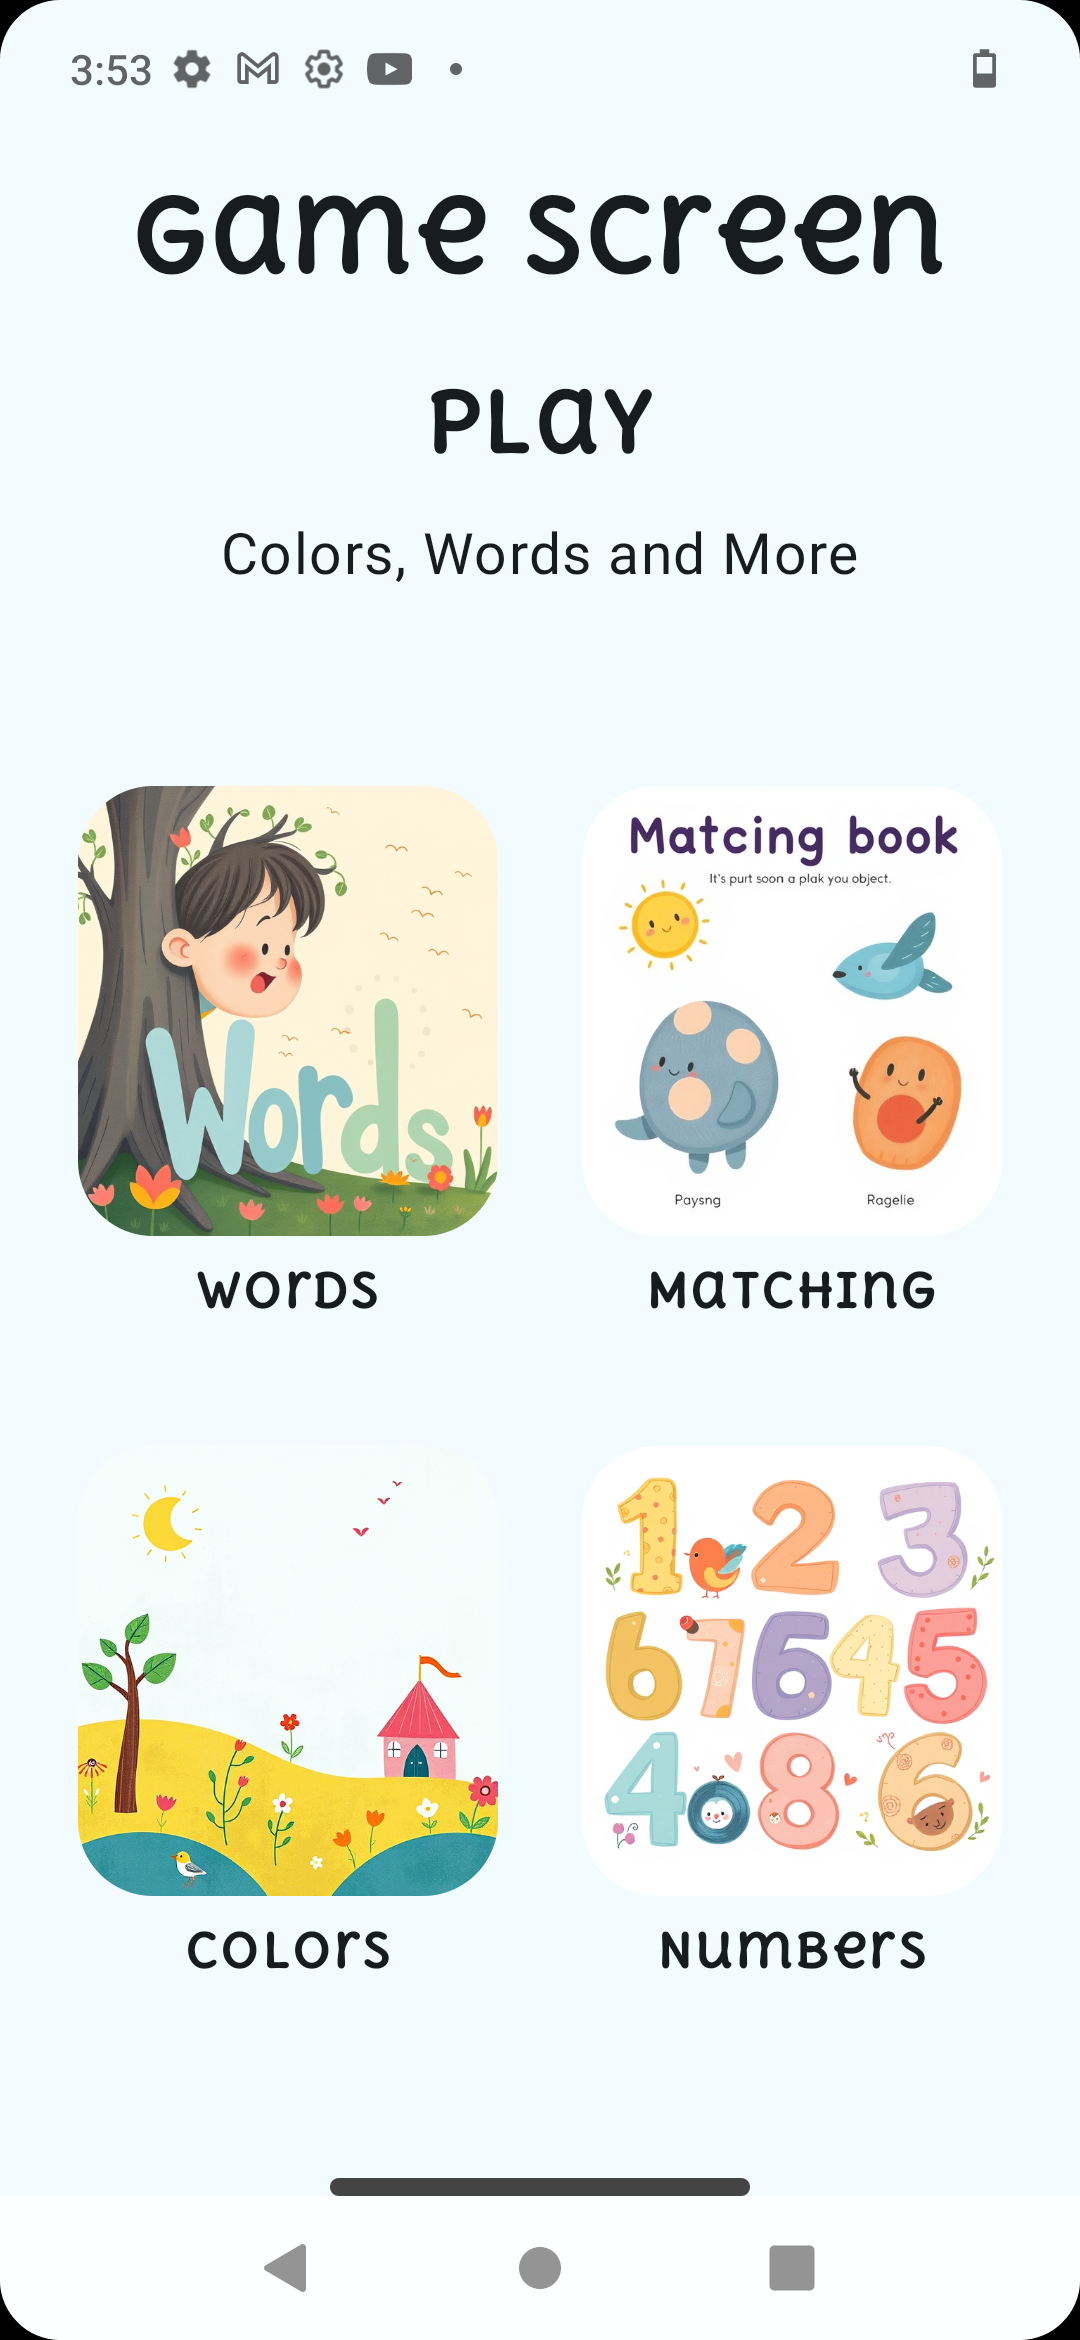 3:53
Game Screen
Play
Colors, Words and More
Words
Matcing book
It's purt soon a plak you object.
Paysng
Ragelie
Words
Matching
1 2 3
6 7 6 4 5
4 0 8 6
Colors
Numbers